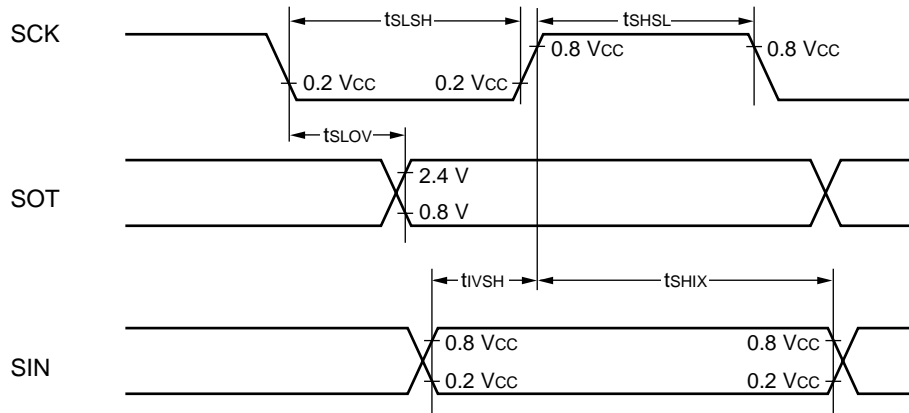 tSLSH tSHSL
SCK
0.8 VCC 0.8 VCC
0.2 VCC 0.2 VCC
tSLOV
2.4 V
SOT
0.8 V
tIVSH tSHIX
0.8 VCC 0.8 VCC
SIN
0.2 VCC 0.2 VCC